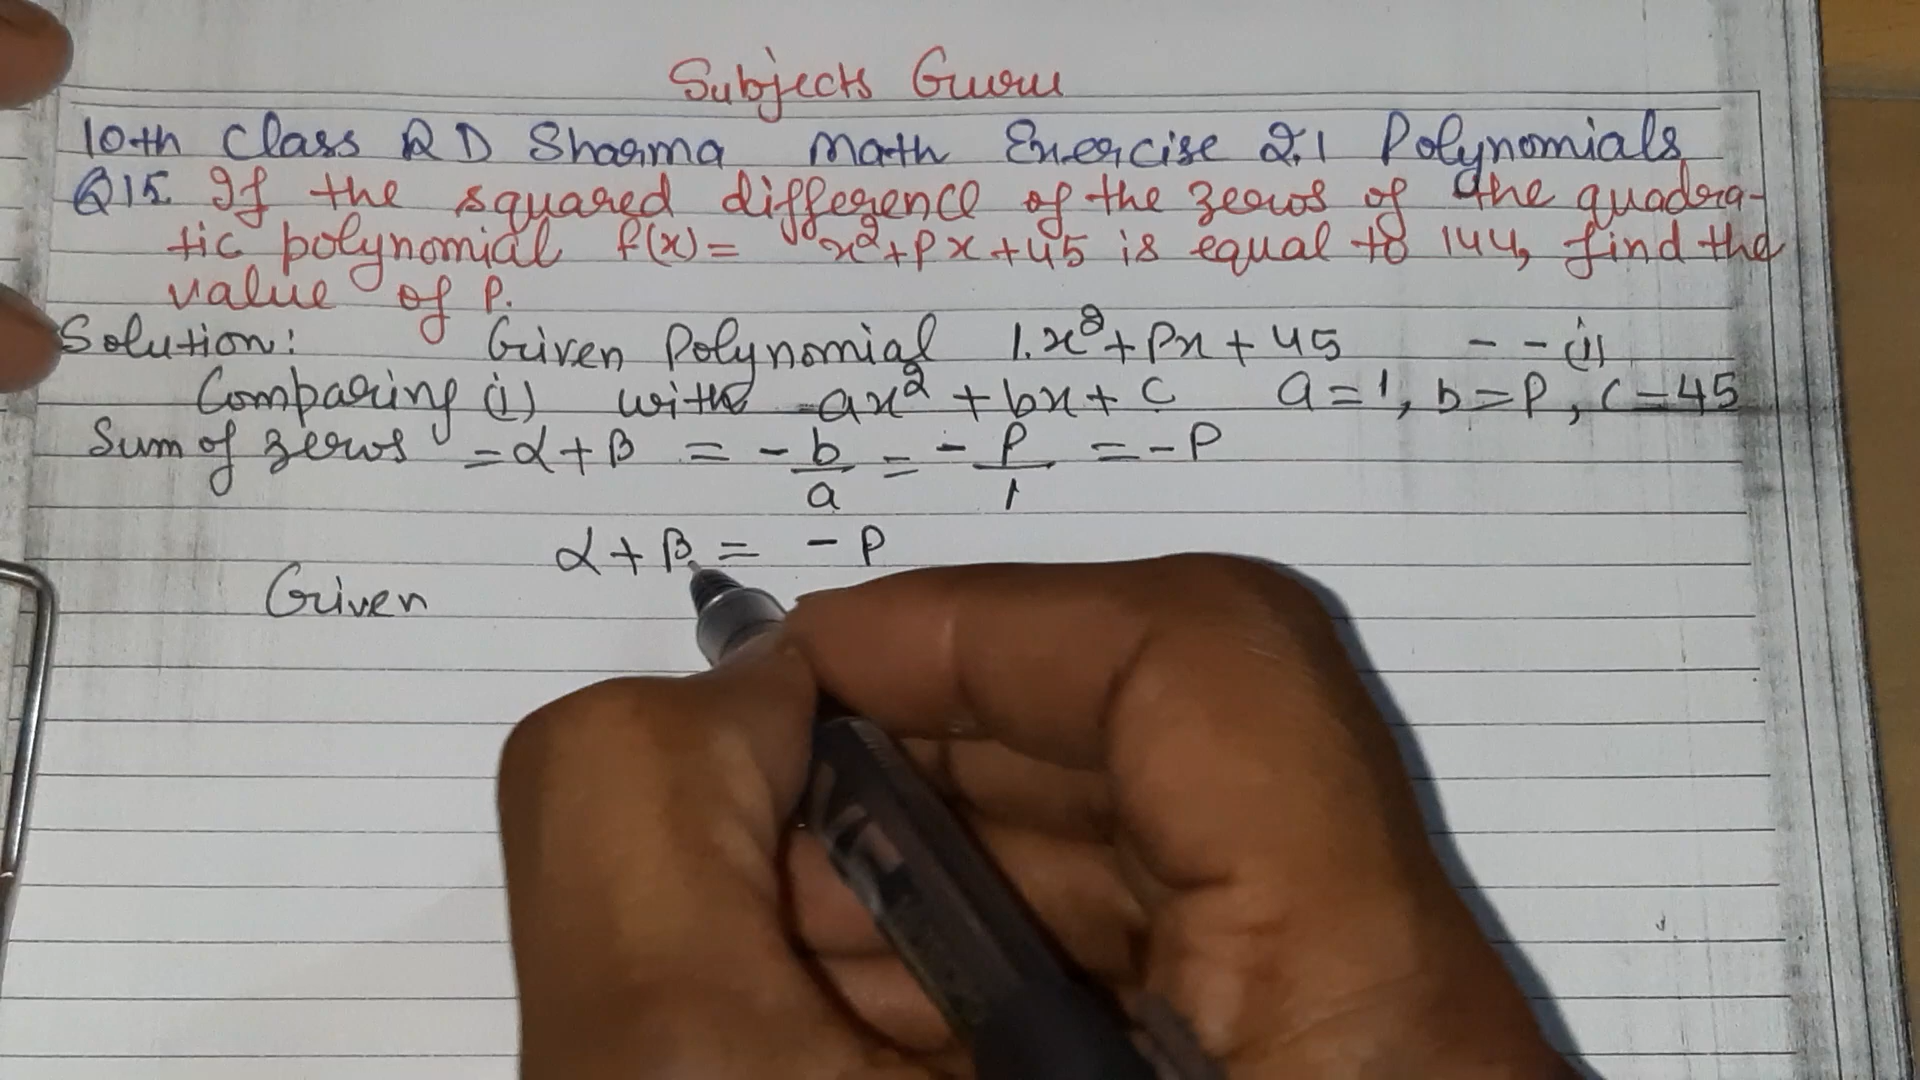 Subjects Guru
10th Class RD Sharma Math Exercise 2.1 Polynomials
Q15. If the squared difference of the zeros of the quadra-
tic polynomial f(x) = x²+px+45 is equal to 144, find the
value of p.
Solution: Given Polynomial 1.x²+Px+45 - - (i)
Comparing (i) with ax²+bx+c a=1, b=P, c=45
Sum of zeros =α+β = -b/a = -P/1 = -P
α+β = -P
Given